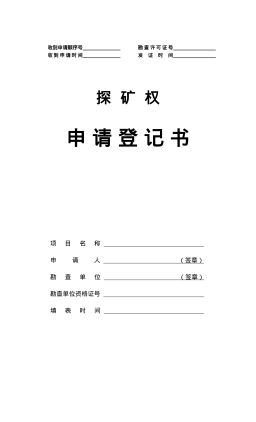 收到申请顺序号 勘查许可证号
收到申请时间 发证时间
探矿权
申请登记书
项目名称
申请人 （签章）
勘查单位 （签章）
勘查单位资格证号
填表时间